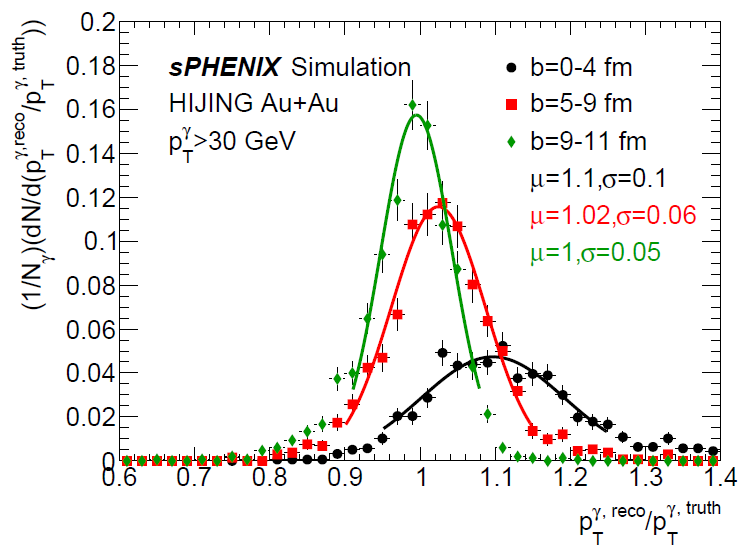 (1/N_γ)(dN/d(p_T^γ,reco/p_T^γ, truth))
0.2
0.18
0.16
0.14
0.12
0.1
0.08
0.06
0.04
0.02
0
sPHENIX Simulation
HIJING Au+Au
p_T^γ>30 GeV
b=0-4 fm
b=5-9 fm
b=9-11 fm
μ=1.1,σ=0.1
μ=1.02,σ=0.06
μ=1,σ=0.05
0.6 0.7 0.8 0.9 1 1.1 1.2 1.3 1.4
p_T^γ, reco/p_T^γ, truth